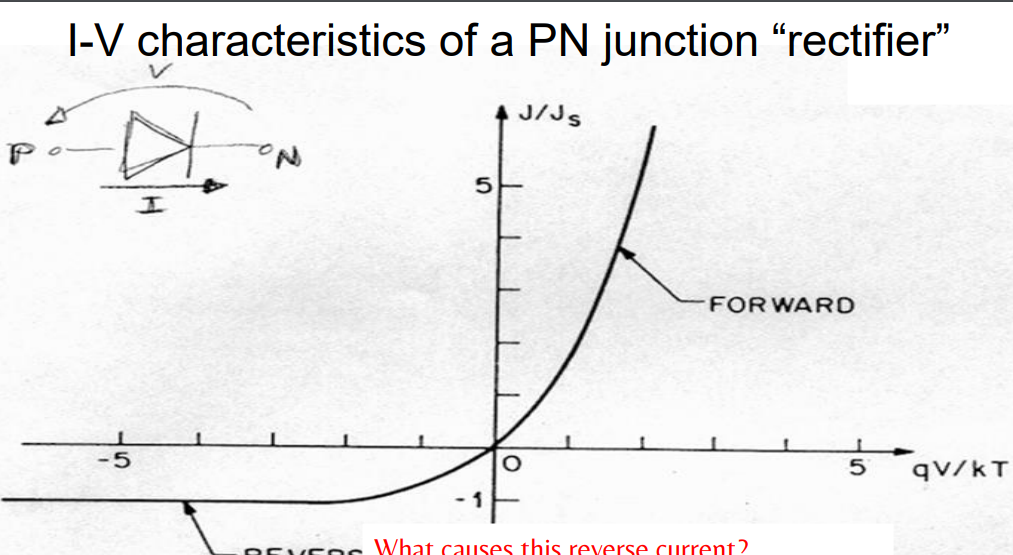 I-V characteristics of a PN junction “rectifier”
V
J/Js
P
N
I
5
FORWARD
-5
0
5
qV/kT
-1
REVERS
What causes this reverse current?